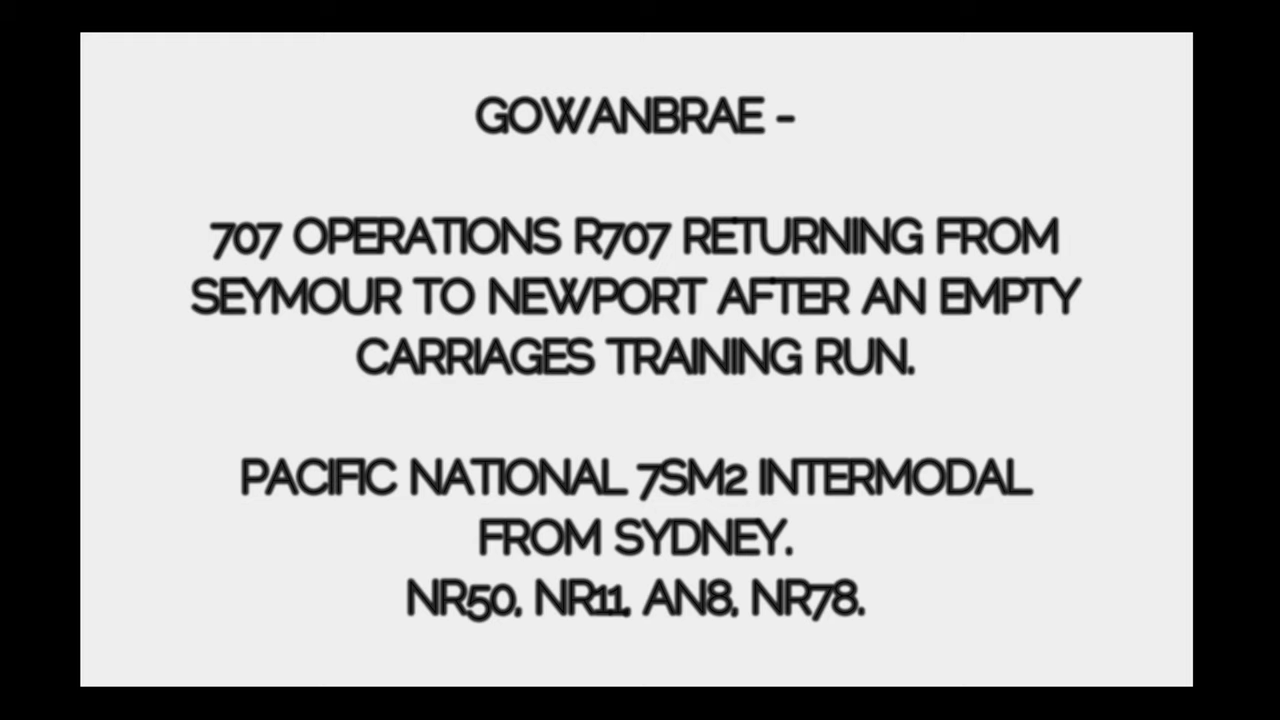 GOWANBRAE -
707 OPERATIONS R707 RETURNING FROM
SEYMOUR TO NEWPORT AFTER AN EMPTY
CARRIAGES TRAINING RUN.
PACIFIC NATIONAL 7SM2 INTERMODAL
FROM SYDNEY.
NR50, NR11, AN8, NR78.